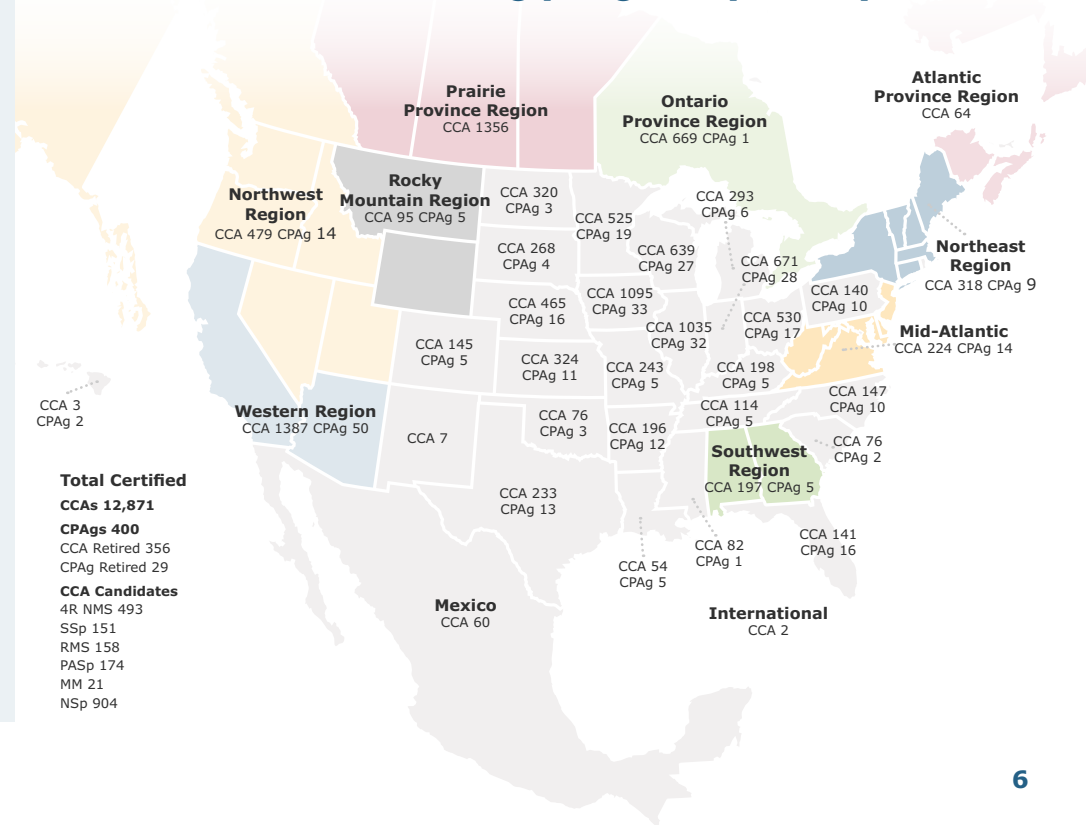 Atlantic
Province Region
CCA 64
Prairie
Province Region
CCA 1356
Ontario
Province Region
CCA 669 CPAg 1
Rocky
Mountain Region
CCA 95 CPAg 5
Northwest
Region
CCA 479 CPAg 14
CCA 320
CPAg 3
CCA 525
CPAg 19
CCA 293
CPAg 6
CCA 268
CPAg 4
CCA 639
CPAg 27
CCA 671
CPAg 28
Northeast
Region
CCA 318 CPAg 9
CCA 465
CPAg 16
CCA 1095
CPAg 33
CCA 140
CPAg 10
CCA 1035
CPAg 32
CCA 530
CPAg 17
Mid-Atlantic
CCA 224 CPAg 14
CCA 145
CPAg 5
CCA 324
CPAg 11
CCA 243
CPAg 5
CCA 198
CPAg 5
CCA 3
CPAg 2
Western Region
CCA 1387 CPAg 50
CCA 7
CCA 76
CPAg 3
CCA 196
CPAg 12
CCA 114
CPAg 5
CCA 147
CPAg 10
CCA 76
CPAg 2
Southwest
Region
CCA 197 CPAg 5
CCA 233
CPAg 13
CCA 54
CPAg 5
CCA 82
CPAg 1
CCA 141
CPAg 16
Mexico
CCA 60
International
CCA 2
Total Certified
CCAs 12,871
CPAgs 400
CCA Retired 356
CPAg Retired 29
CCA Candidates
4R NMS 493
SSp 151
RMS 158
PASp 174
MM 21
NSp 904
6